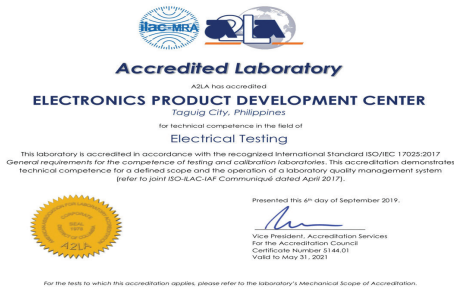 ilac-MRA
A2LA
Accredited Laboratory
A2LA has accredited
ELECTRONICS PRODUCT DEVELOPMENT CENTER
Taguig City, Philippines
for technical competence in the field of
Electrical Testing
This laboratory is accredited in accordance with the recognized International Standard ISO/IEC 17025:2017
General requirements for the competence of testing and calibration laboratories. This accreditation demonstrates
technical competence for a defined scope and the operation of a laboratory quality management system
(refer to joint ISO-ILAC-IAF Communiqué dated April 2017).
Presented this 6th day of September 2019.
Vice President, Accreditation Services
For the Accreditation Council
Certificate Number 5144.01
Valid to May 31, 2021
CORPORATE
SEAL
1978
A2LA
For the tests to which this accreditation applies, please refer to the laboratory's Mechanical Scope of Accreditation.